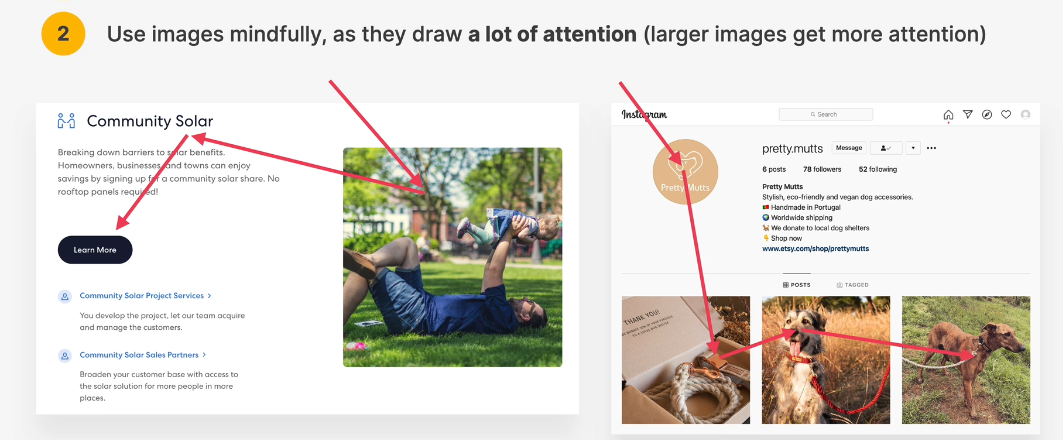 2
Use images mindfully, as they draw a lot of attention (larger images get more attention)
Community Solar
Breaking down barriers to solar benefits.
Homeowners, businesses and towns can enjoy
savings by signing up for a community solar share. No
rooftop panels required!
Learn More
Community Solar Project Services >
You develop the project, let our team acquire
and manage the customers.
Community Solar Sales Partners >
Broaden your customer base with access to
the solar solution for more people in more
places.
Instagram
Search
Pretty Mutts
pretty.mutts
Message
6 posts 78 followers 52 following
Pretty Mutts
Stylish, eco-friendly and vegan dog accessories.
🇵🇹 Handmade in Portugal
🌍 Worldwide shipping
🐕 We donate to local dog shelters
👇 Shop now
www.etsy.com/shop/prettymutts
POSTS TAGGED
THANK YOU!